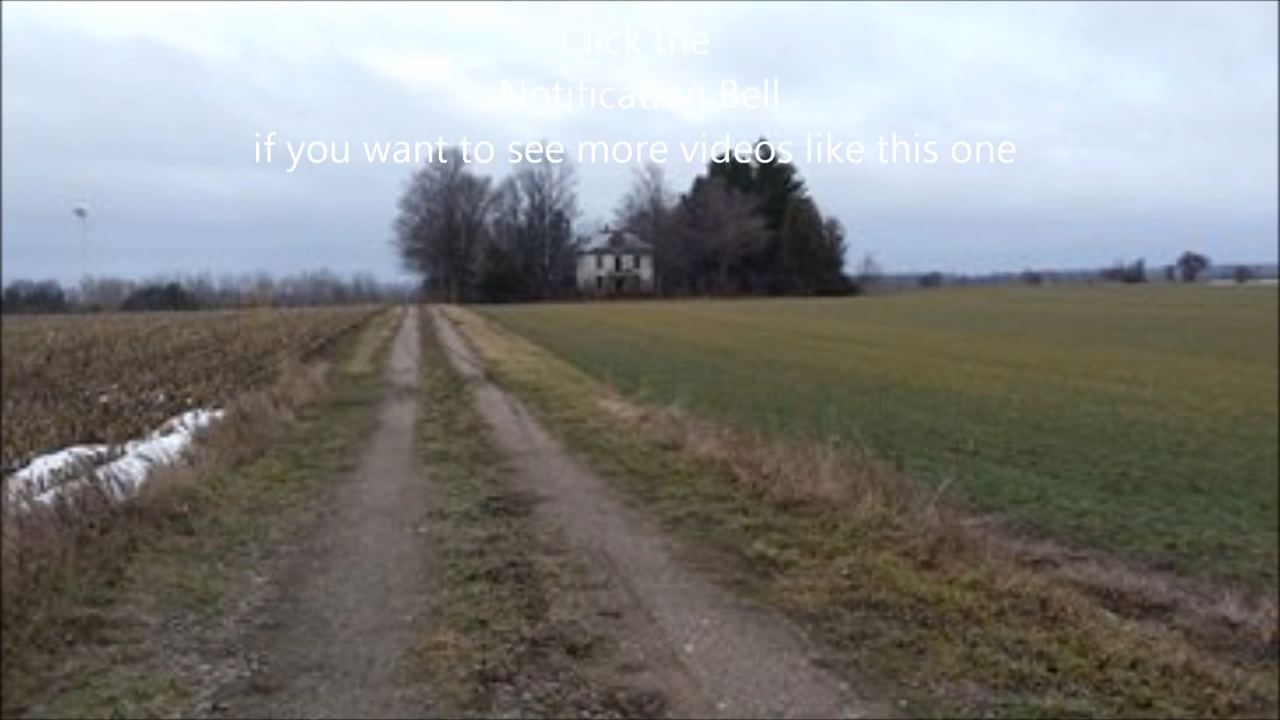 Click the
Notification Bell
if you want to see more videos like this one